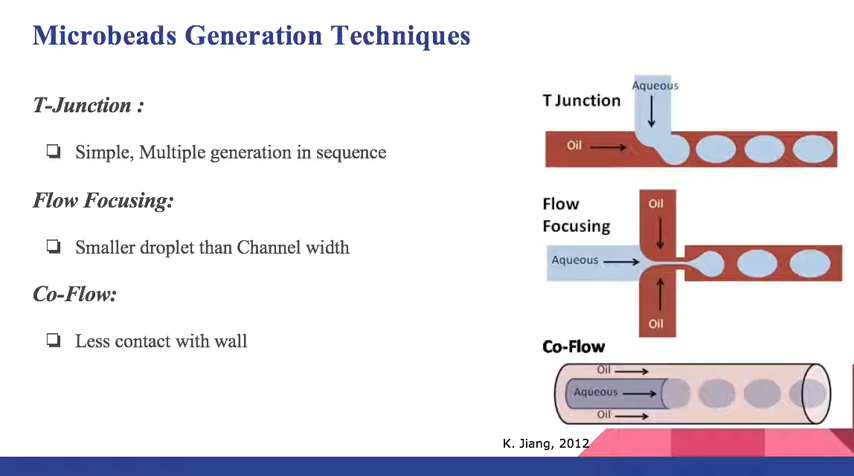 Microbeads Generation Techniques
T-Junction :
❏ Simple, Multiple generation in sequence
Flow Focusing:
❏ Smaller droplet than Channel width
Co-Flow:
❏ Less contact with wall
T Junction
Aqueous
Oil
Flow
Focusing
Oil
Aqueous
Oil
Co-Flow
Oil
Aqueous
Oil
K. Jiang, 2012